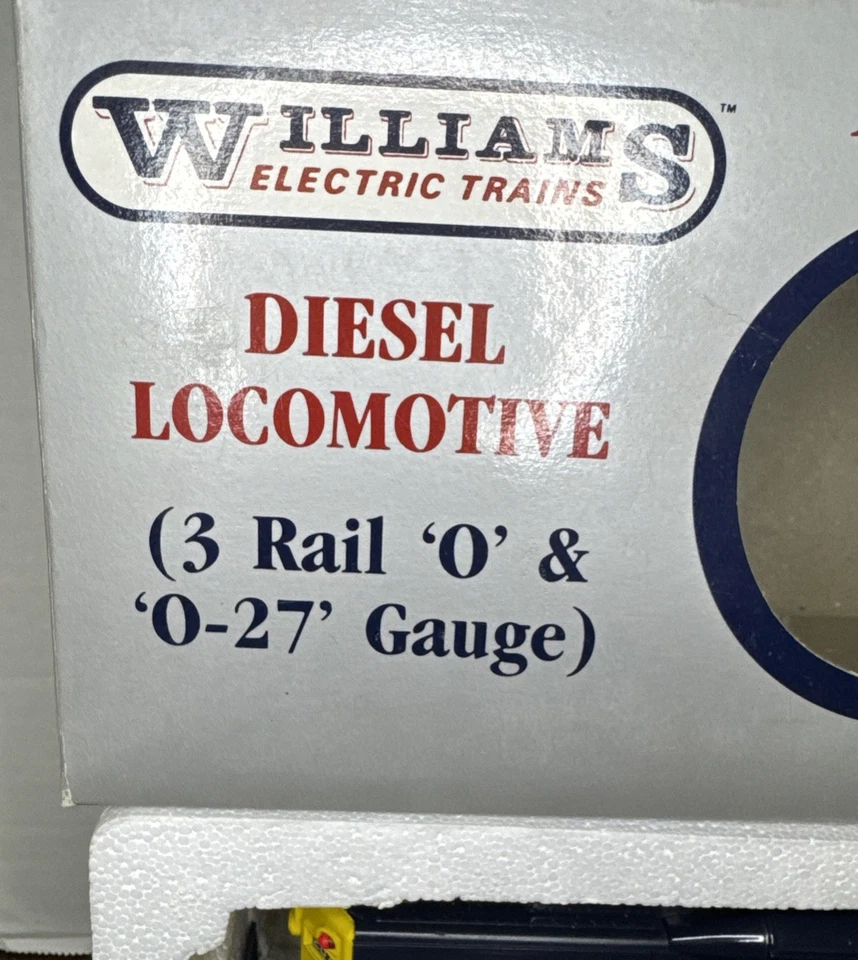 WILLIAMS ™
ELECTRIC TRAINS
DIESEL
LOCOMOTIVE
(3 Rail ‘O’ &
‘O-27’ Gauge)